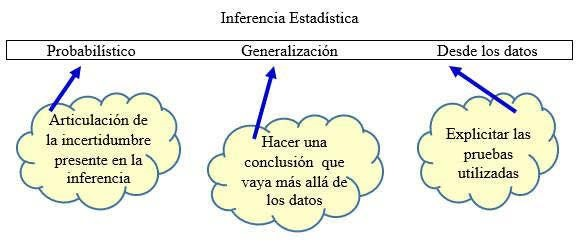 Inferencia Estadística
Probabilístico Generalización Desde los datos
Articulación de
la incertidumbre
presente en la
inferencia
Hacer una
conclusión que
vaya más allá de
los datos
Explicitar las
pruebas
utilizadas